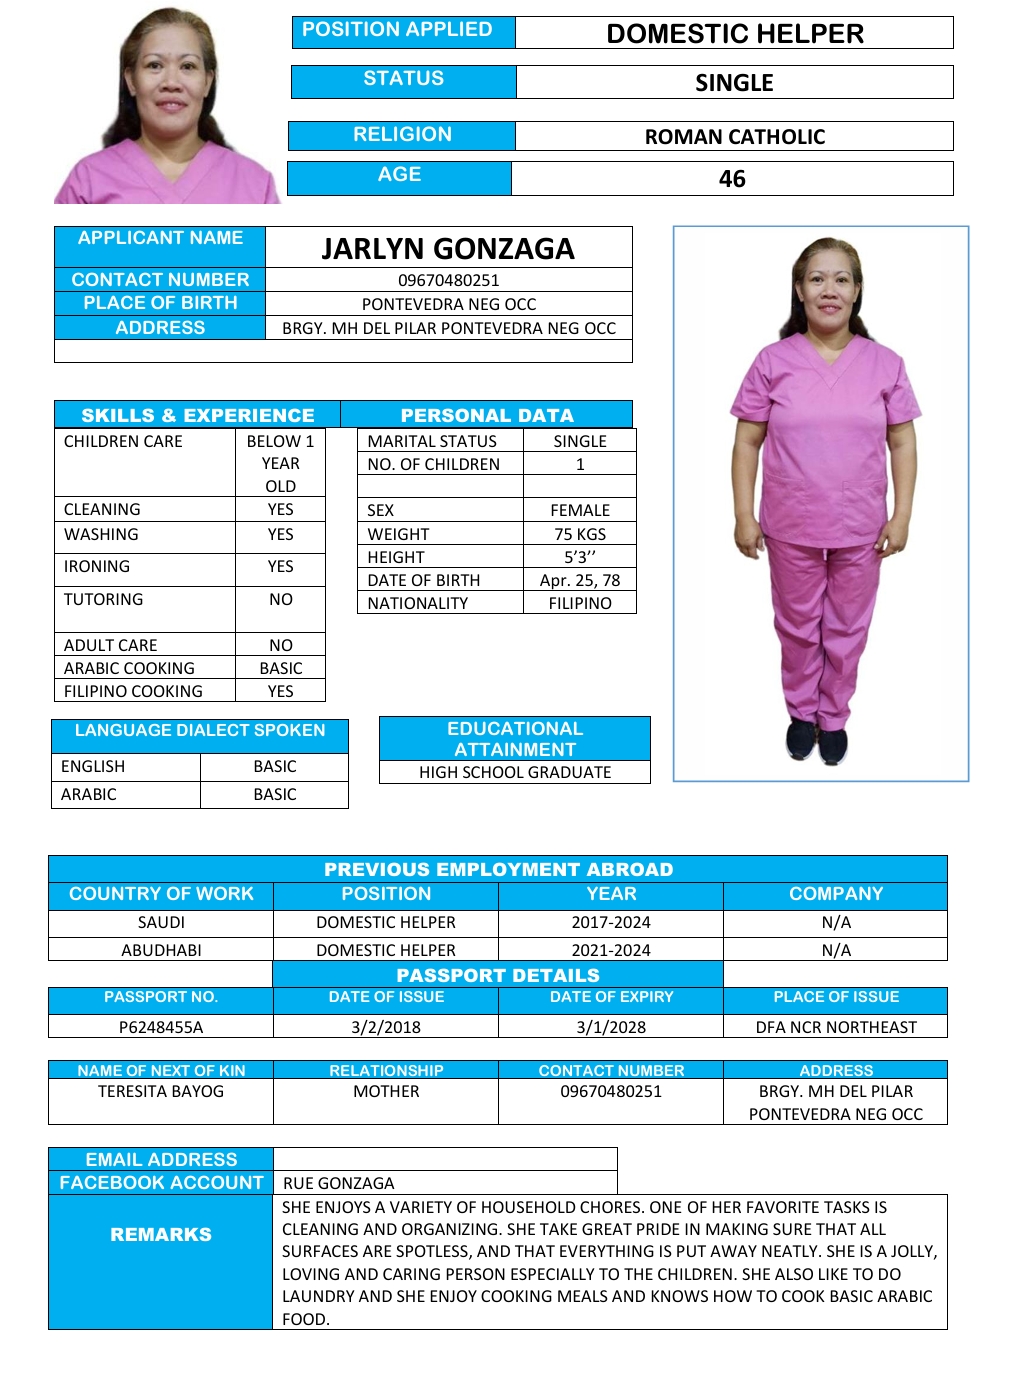 POSITION APPLIED DOMESTIC HELPER
STATUS SINGLE
RELIGION ROMAN CATHOLIC
AGE 46
APPLICANT NAME JARLYN GONZAGA
CONTACT NUMBER 09670480251
PLACE OF BIRTH PONTEVEDRA NEG OCC
ADDRESS BRGY. MH DEL PILAR PONTEVEDRA NEG OCC
SKILLS & EXPERIENCE
CHILDREN CARE BELOW 1
YEAR
OLD
CLEANING YES
WASHING YES
IRONING YES
TUTORING NO
ADULT CARE NO
ARABIC COOKING BASIC
FILIPINO COOKING YES
PERSONAL DATA
MARITAL STATUS SINGLE
NO. OF CHILDREN 1
SEX FEMALE
WEIGHT 75 KGS
HEIGHT 5’3’’
DATE OF BIRTH Apr. 25, 78
NATIONALITY FILIPINO
LANGUAGE DIALECT SPOKEN
ENGLISH BASIC
ARABIC BASIC
EDUCATIONAL
ATTAINMENT
HIGH SCHOOL GRADUATE
PREVIOUS EMPLOYMENT ABROAD
COUNTRY OF WORK POSITION YEAR COMPANY
SAUDI DOMESTIC HELPER 2017-2024 N/A
ABUDHABI DOMESTIC HELPER 2021-2024 N/A
PASSPORT DETAILS
PASSPORT NO. DATE OF ISSUE DATE OF EXPIRY PLACE OF ISSUE
P6248455A 3/2/2018 3/1/2028 DFA NCR NORTHEAST
NAME OF NEXT OF KIN RELATIONSHIP CONTACT NUMBER ADDRESS
TERESITA BAYOG MOTHER 09670480251 BRGY. MH DEL PILAR
PONTEVEDRA NEG OCC
EMAIL ADDRESS
FACEBOOK ACCOUNT RUE GONZAGA
REMARKS
SHE ENJOYS A VARIETY OF HOUSEHOLD CHORES. ONE OF HER FAVORITE TASKS IS
CLEANING AND ORGANIZING. SHE TAKE GREAT PRIDE IN MAKING SURE THAT ALL
SURFACES ARE SPOTLESS, AND THAT EVERYTHING IS PUT AWAY NEATLY. SHE IS A JOLLY,
LOVING AND CARING PERSON ESPECIALLY TO THE CHILDREN. SHE ALSO LIKE TO DO
LAUNDRY AND SHE ENJOY COOKING MEALS AND KNOWS HOW TO COOK BASIC ARABIC
FOOD.